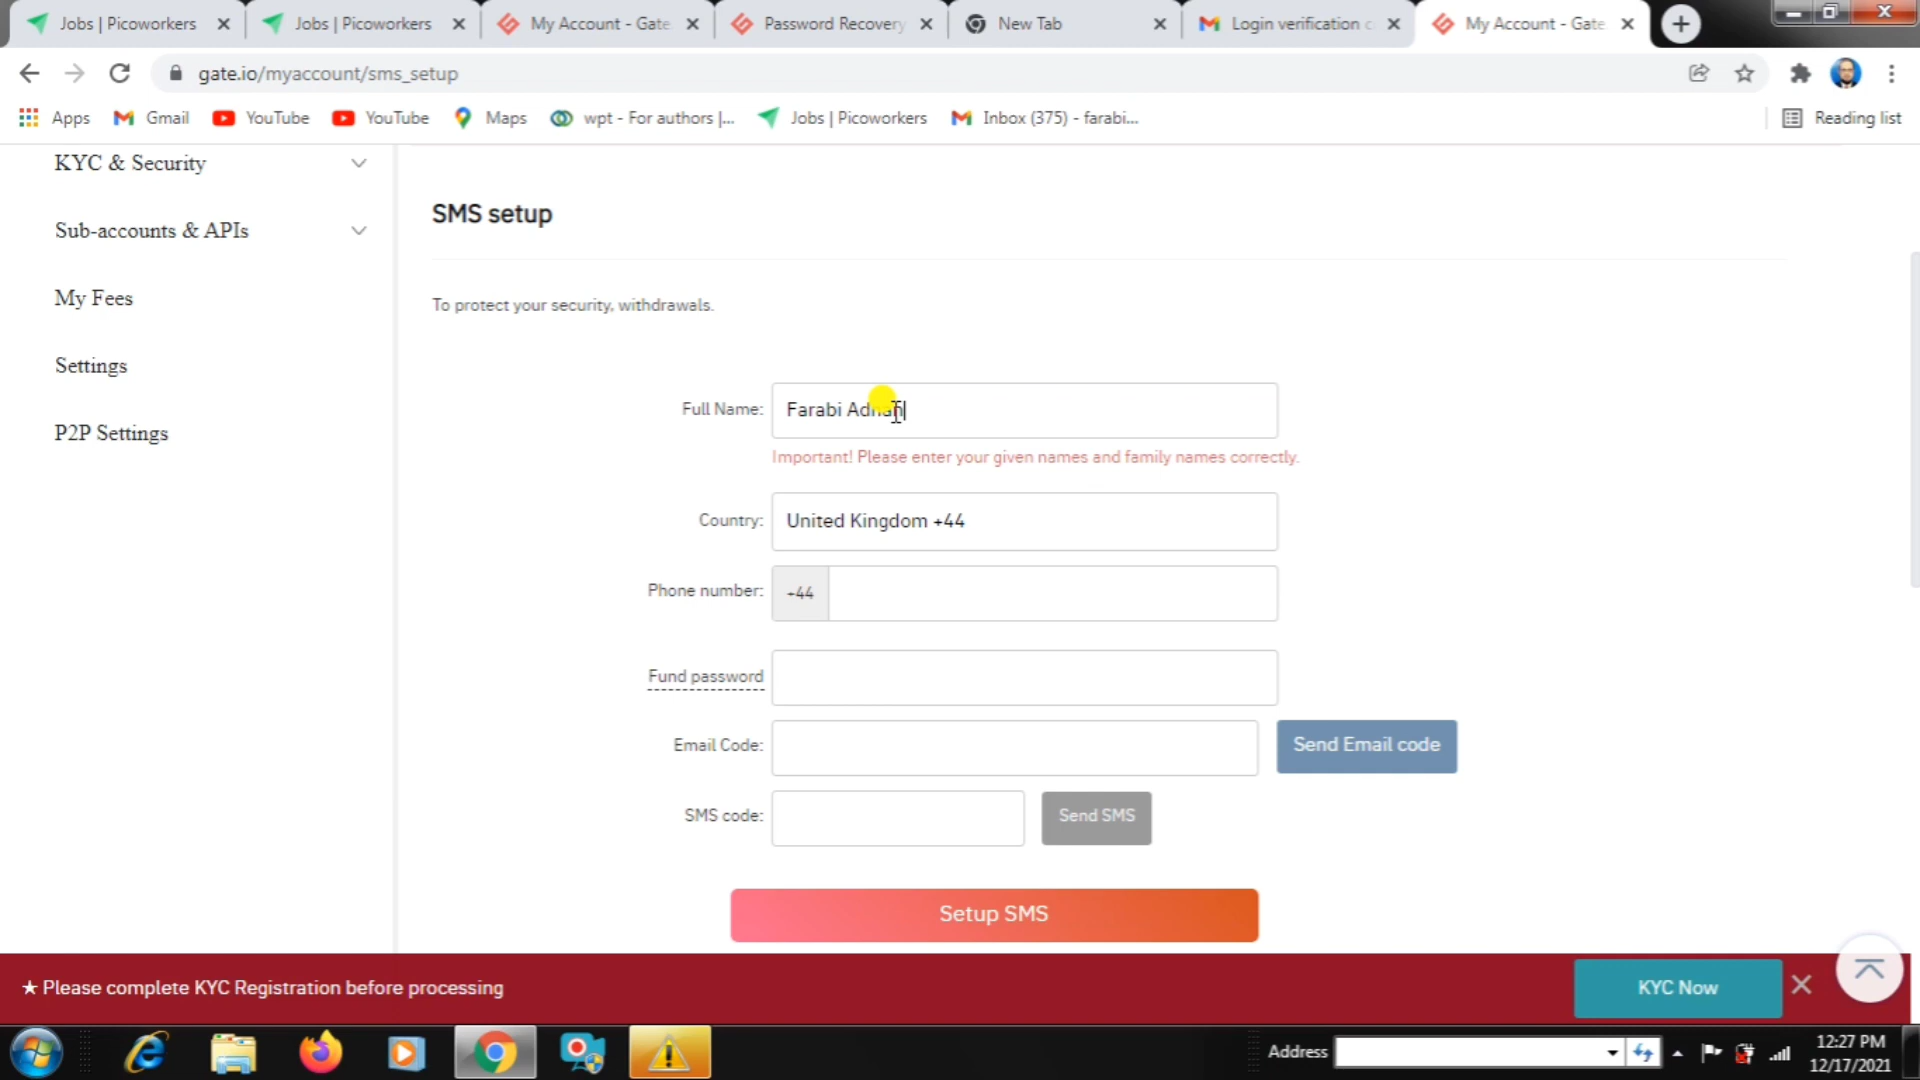 Jobs | Picoworkers
Jobs | Picoworkers
My Account - Gate
Password Recovery
New Tab
Login verification c
My Account - Gate
gate.io/myaccount/sms_setup
Apps
Gmail
YouTube
YouTube
Maps
wpt - For authors |...
Jobs | Picoworkers
Inbox (375) - farabi...
Reading list
KYC & Security
Sub-accounts & APIs
My Fees
Settings
P2P Settings
SMS setup
To protect your security, withdrawals.
Full Name: Farabi Adnan
Important! Please enter your given names and family names correctly.
Country: United Kingdom +44
Phone number: +44
Fund password
Email Code: Send Email code
SMS code: Send SMS
Setup SMS
★ Please complete KYC Registration before processing
KYC Now
Address
12:27 PM
12/17/2021